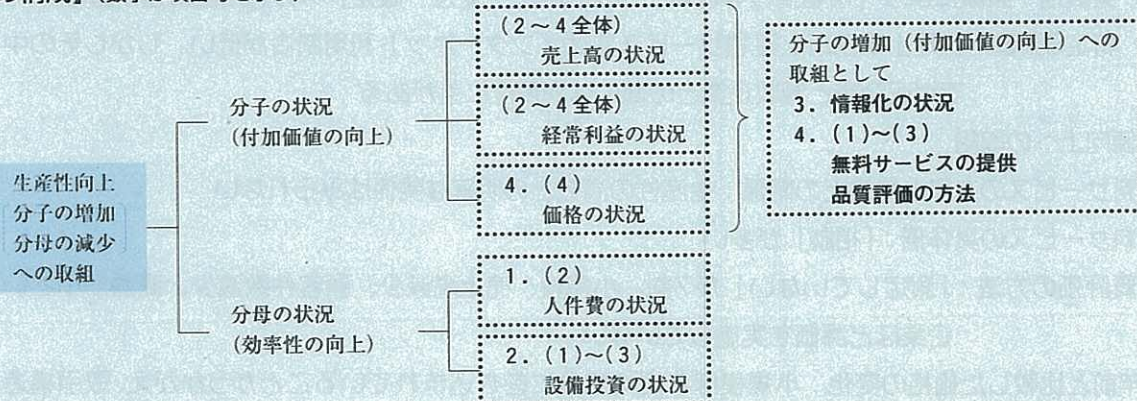 生産性向上
分子の増加
分母の減少
への取組
分子の状況
(付加価値の向上)
分母の状況
(効率性の向上)
(2～4全体)
売上高の状況
(2～4全体)
経常利益の状況
4.(4)
価格の状況
1.(2)
人件費の状況
2.(1)～(3)
設備投資の状況
分子の増加(付加価値の向上)への
取組として
3.情報化の状況
4.(1)～(3)
無料サービスの提供
品質評価の方法